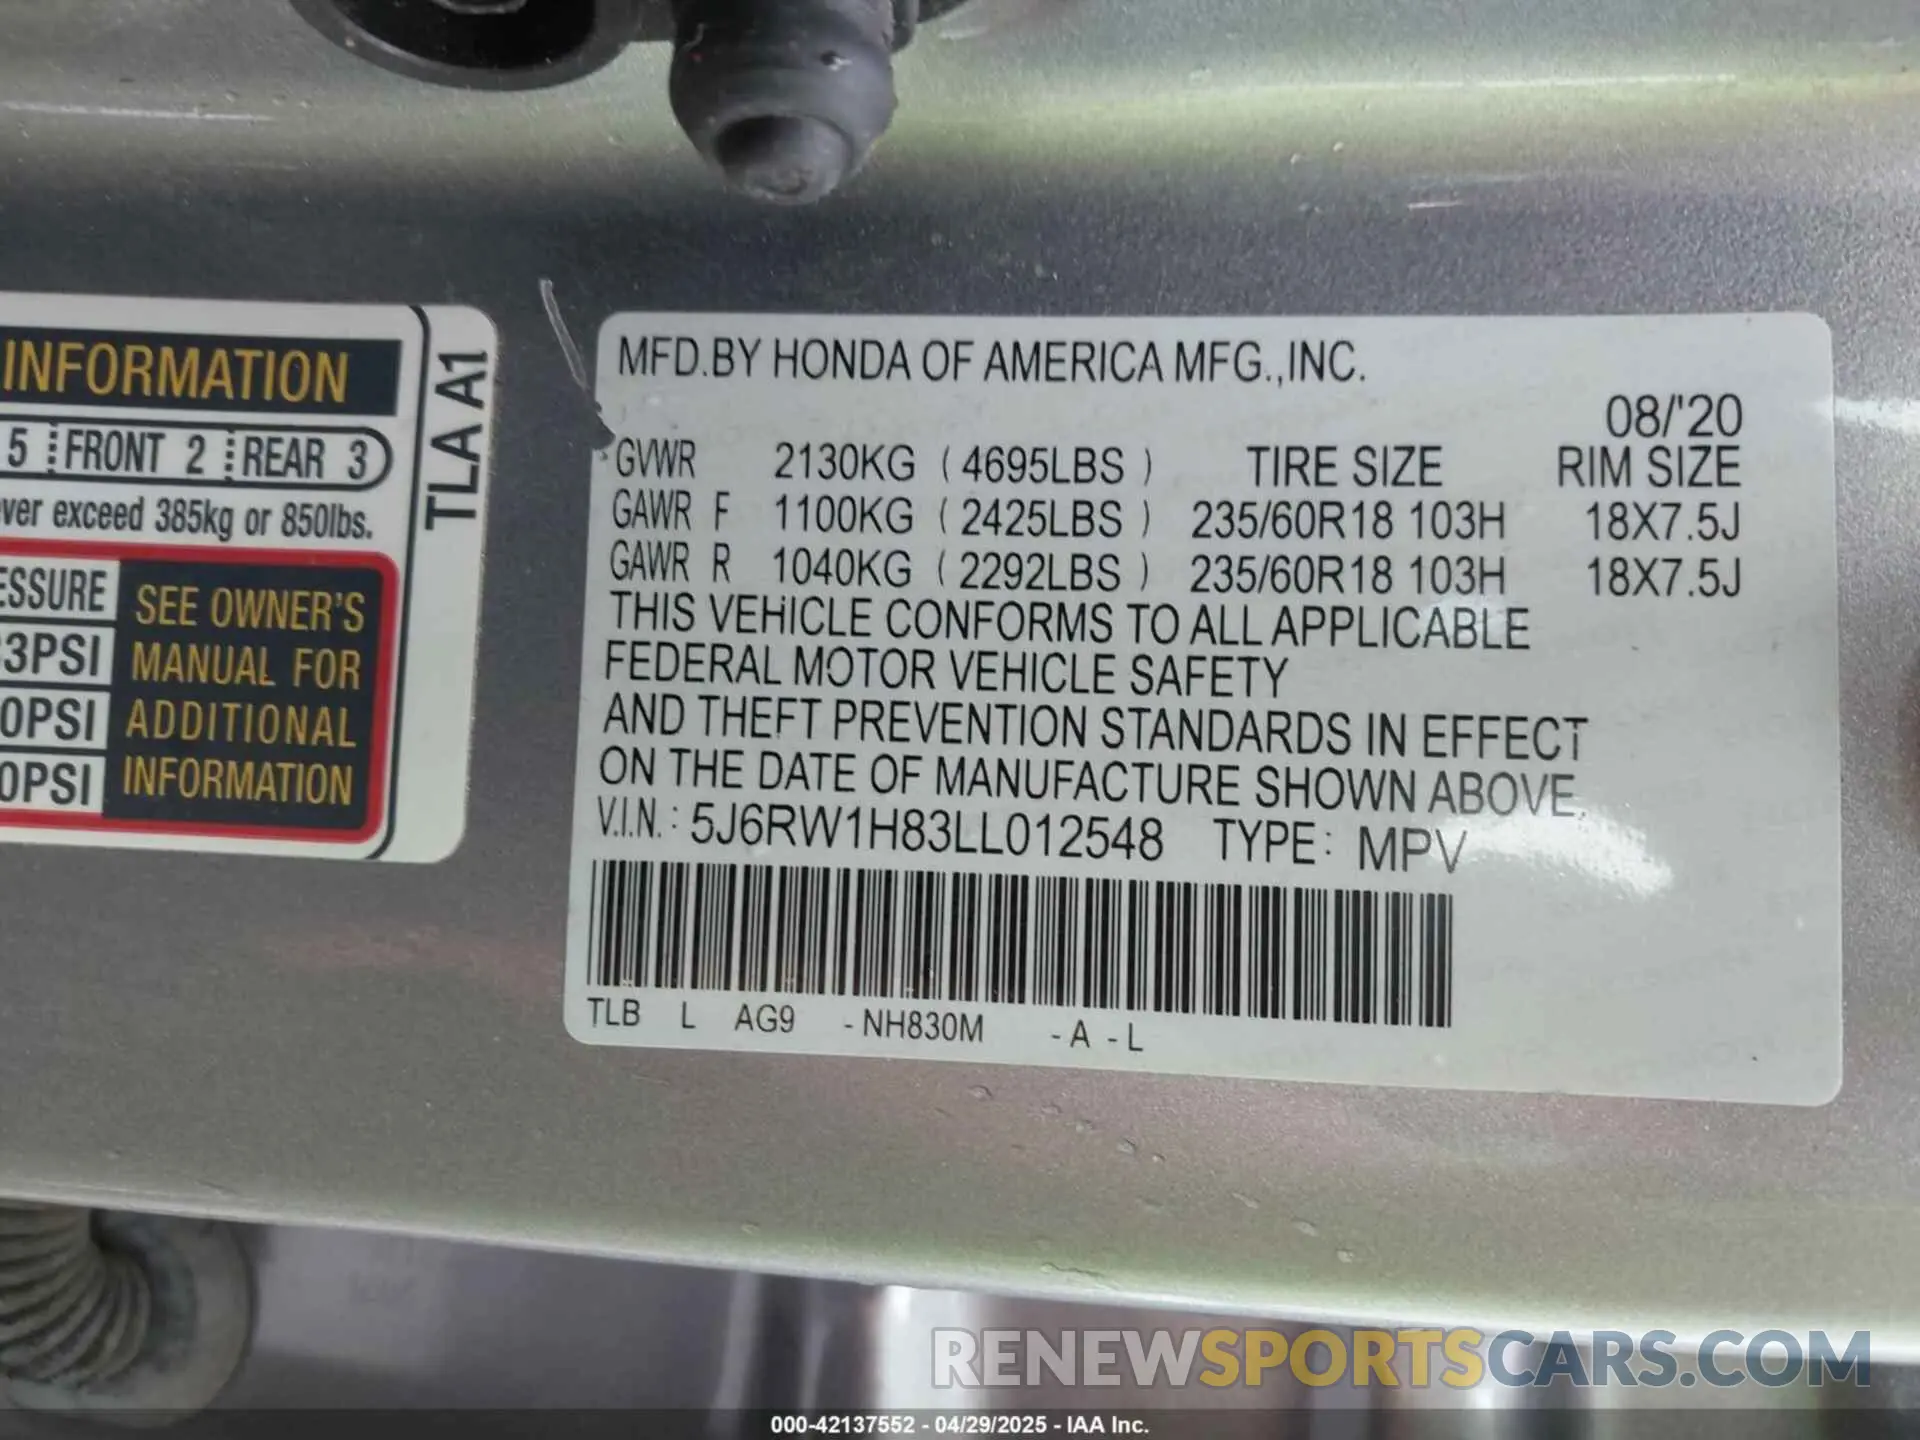 INFORMATION
5 FRONT 2 REAR 3
exceed 385kg or 850lbs.
SEE OWNER'S
MANUAL FOR
ADDITIONAL
INFORMATION
3PSI
0PSI
0PSI
TLA A1
MFD.BY HONDA OF AMERICA MFG.,INC.
08/'20
GVWR 2130KG ( 4695LBS ) TIRE SIZE RIM SIZE
GAWR F 1100KG ( 2425LBS ) 235/60R18 103H 18X7.5J
GAWR R 1040KG ( 2292LBS ) 235/60R18 103H 18X7.5J
THIS VEHICLE CONFORMS TO ALL APPLICABLE
FEDERAL MOTOR VEHICLE SAFETY
AND THEFT PREVENTION STANDARDS IN EFFECT
ON THE DATE OF MANUFACTURE SHOWN ABOVE.
V.I.N.: 5J6RW1H83LL012548 TYPE: MPV
TLB L AG9 -NH830M -A -L
RENEWSPORTSCARS.COM
000-42137552 - 04/29/2025 - IAA Inc.